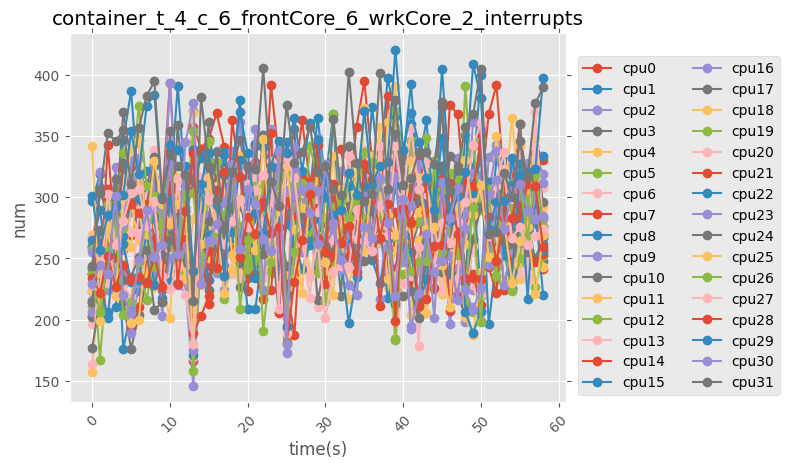 container_t_4_c_6_frontCore_6_wrkCore_2_interrupts
num
400
350
300
250
200
150
0
10
20
30
40
50
60
time(s)
cpu0
cpu1
cpu2
cpu3
cpu4
cpu5
cpu6
cpu7
cpu8
cpu9
cpu10
cpu11
cpu12
cpu13
cpu14
cpu15
cpu16
cpu17
cpu18
cpu19
cpu20
cpu21
cpu22
cpu23
cpu24
cpu25
cpu26
cpu27
cpu28
cpu29
cpu30
cpu31